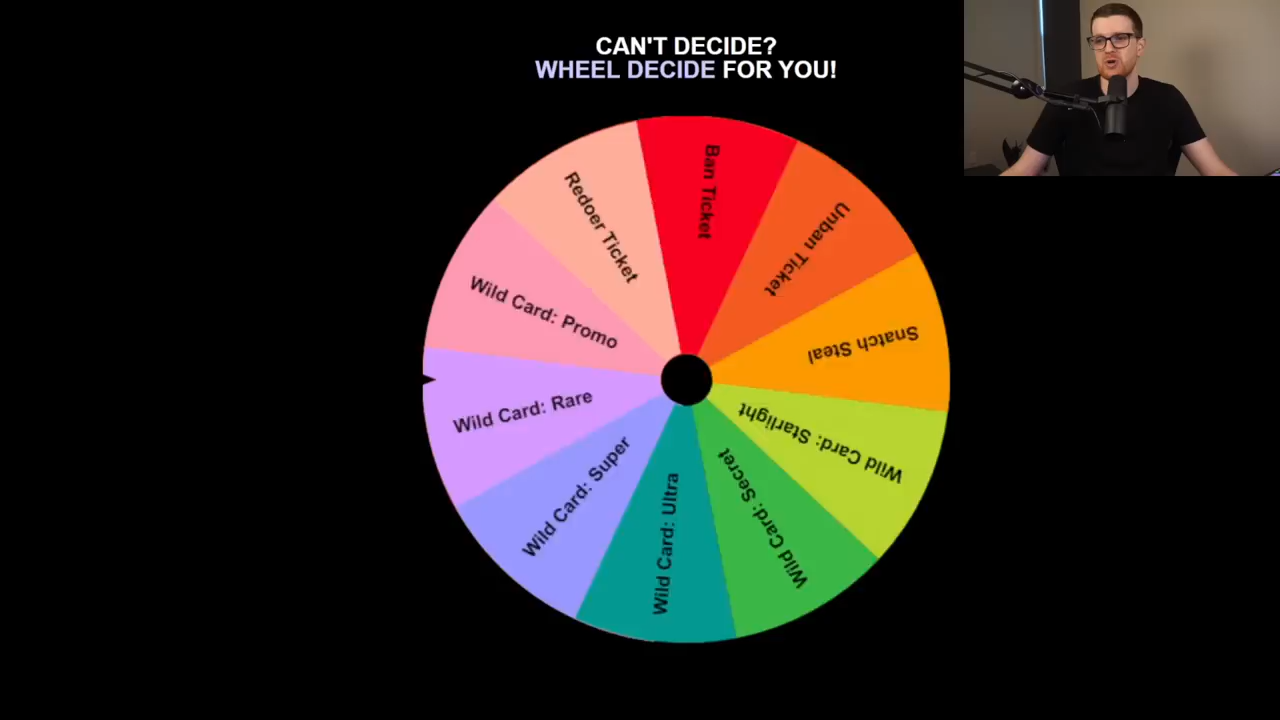 CAN'T DECIDE?
WHEEL DECIDE FOR YOU!
Ban Ticket
Unban Ticket
Snatch Steal
Wild Card: Starlight
Wild Card: Secret
Wild Card: Ultra
Wild Card: Super
Wild Card: Rare
Wild Card: Promo
Redoer Ticket